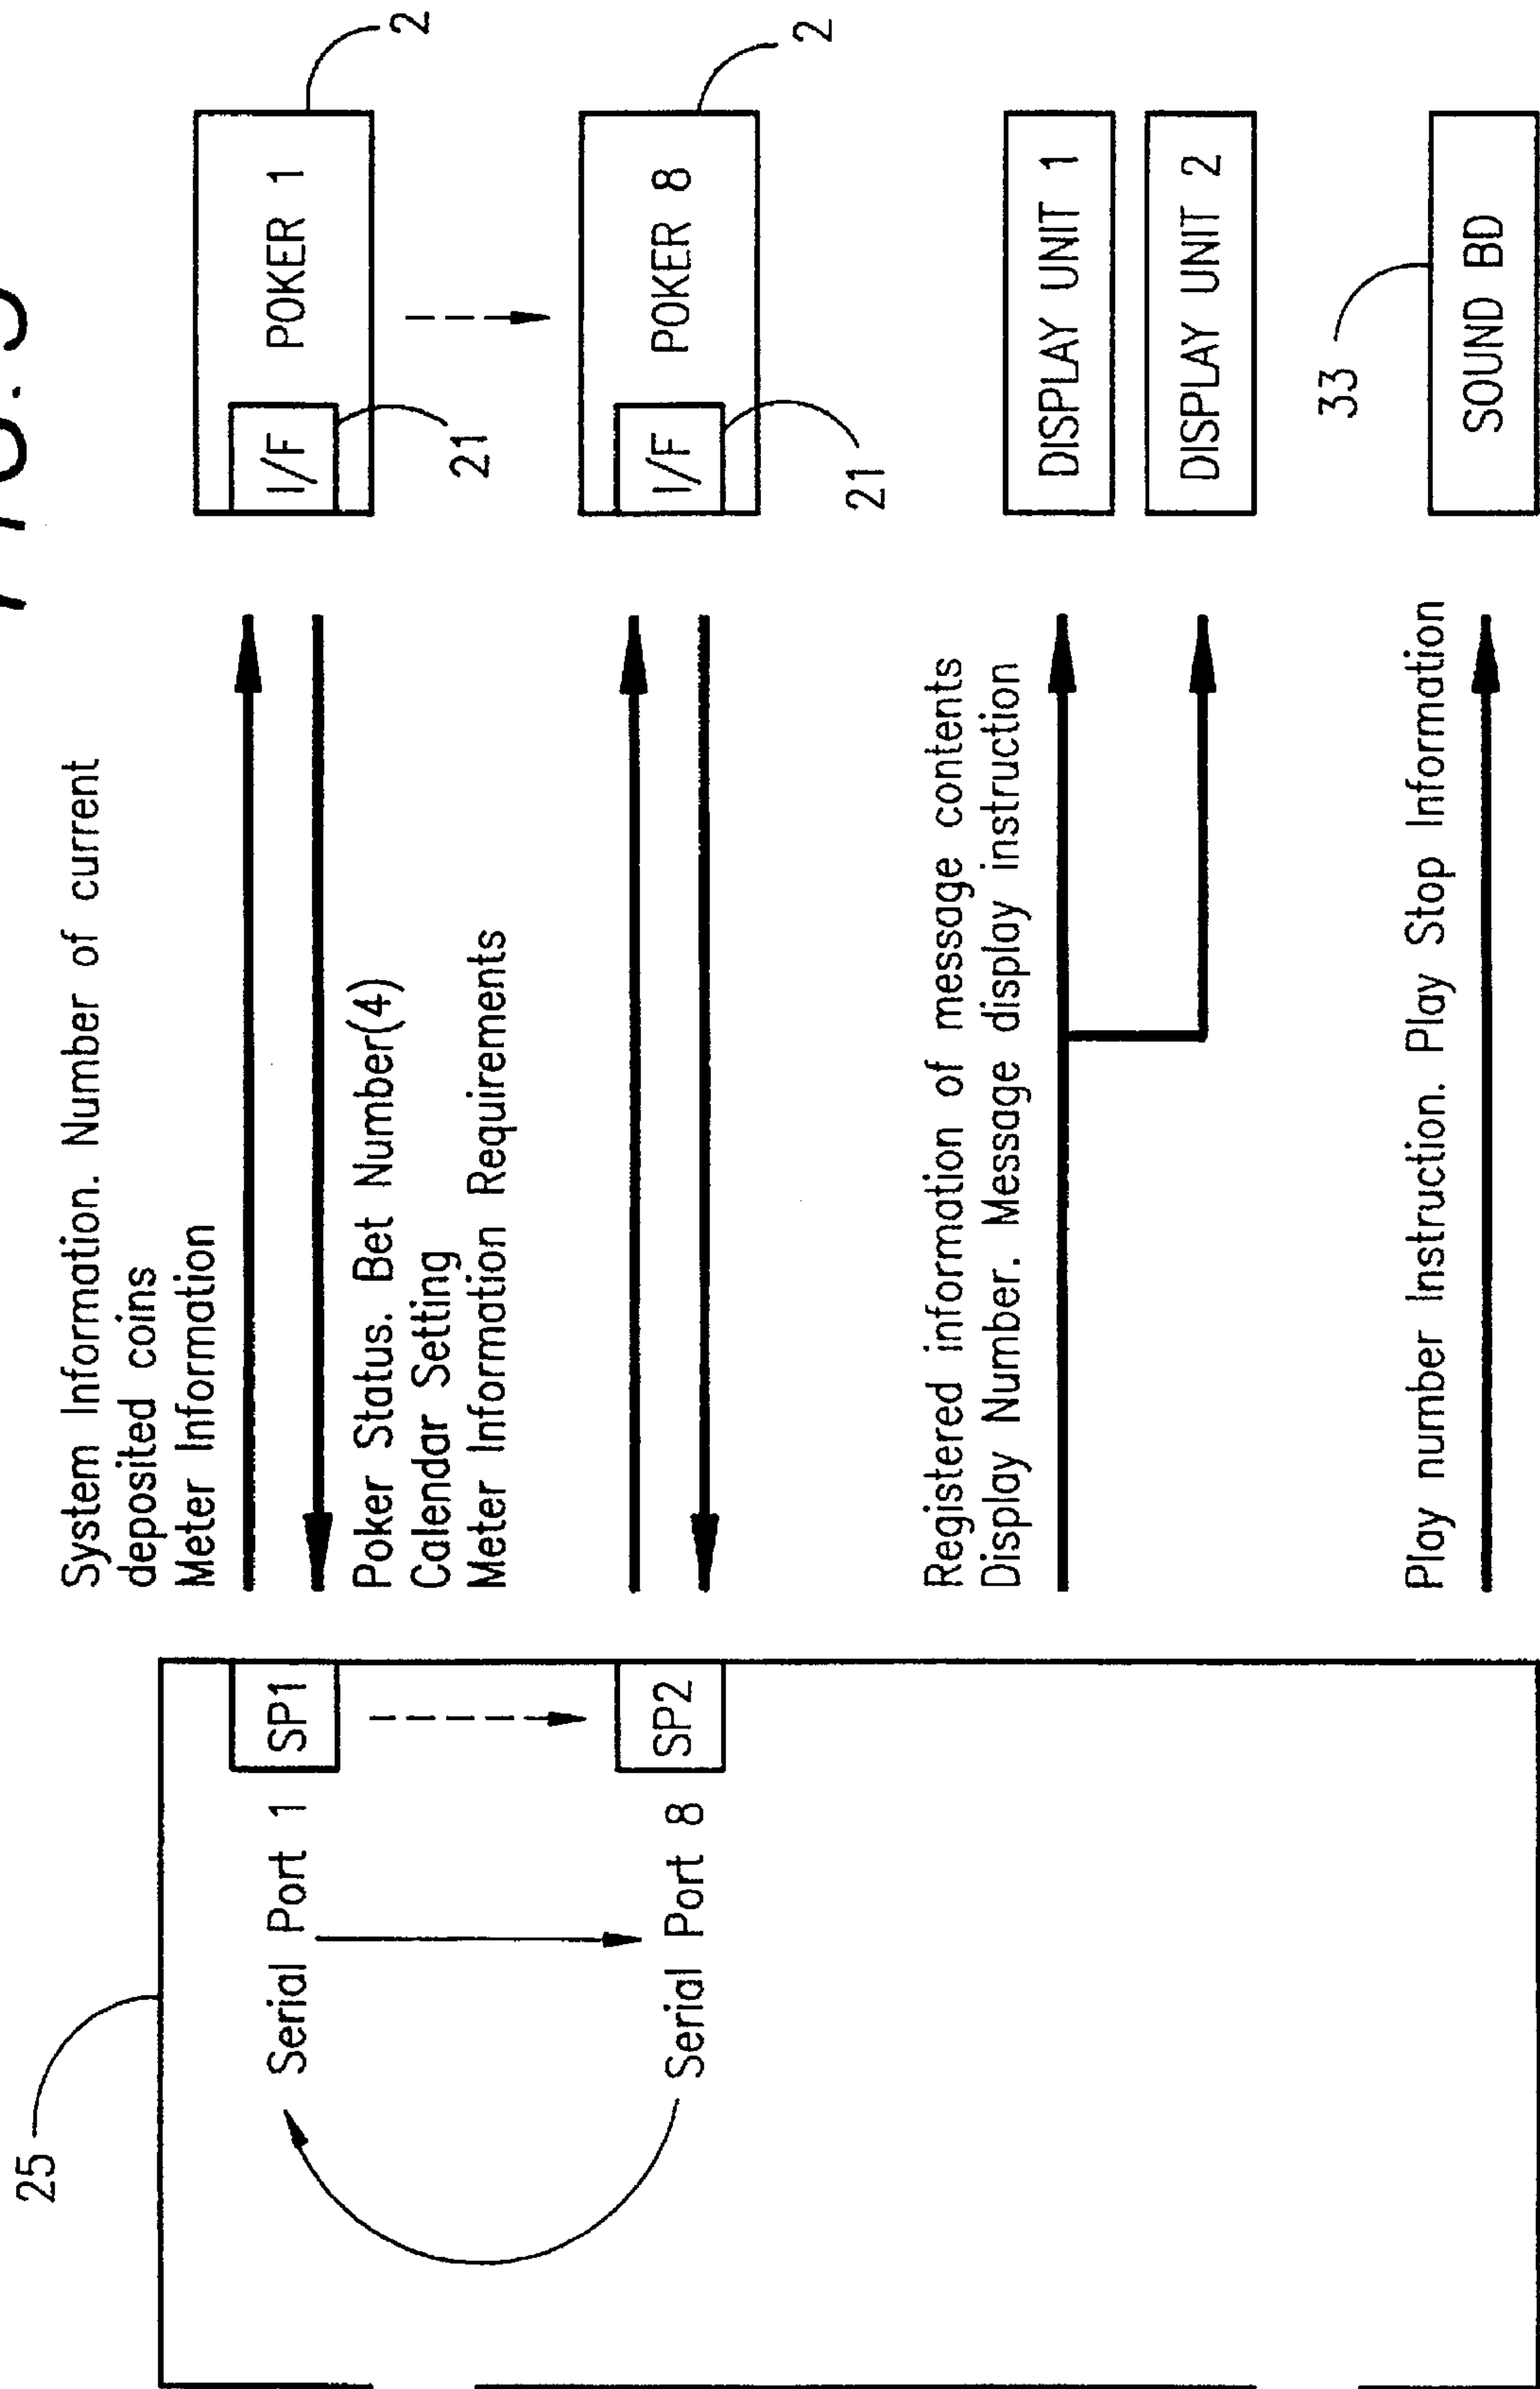 25
Serial Port 1
SP1
Serial Port 8
SP2
System Information. Number of current
deposited coins
Meter Information
Poker Status. Bet Number(4)
Calendar Setting
Meter Information Requirements
Registered information of message contents
Display Number. Message display instruction
Play number Instruction. Play Stop Information
I/F
POKER 1
2
21
I/F
POKER 8
2
21
DISPLAY UNIT 1
DISPLAY UNIT 2
33
SOUND BD